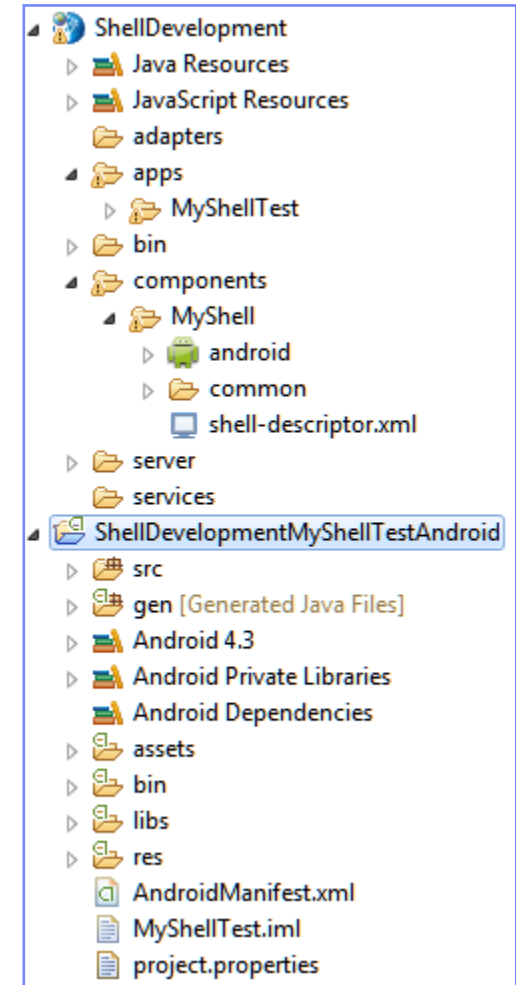 ShellDevelopment
Java Resources
JavaScript Resources
adapters
apps
MyShellTest
bin
components
MyShell
android
common
shell-descriptor.xml
server
services
ShellDevelopmentMyShellTestAndroid
src
gen [Generated Java Files]
Android 4.3
Android Private Libraries
Android Dependencies
assets
bin
libs
res
AndroidManifest.xml
MyShellTest.iml
project.properties